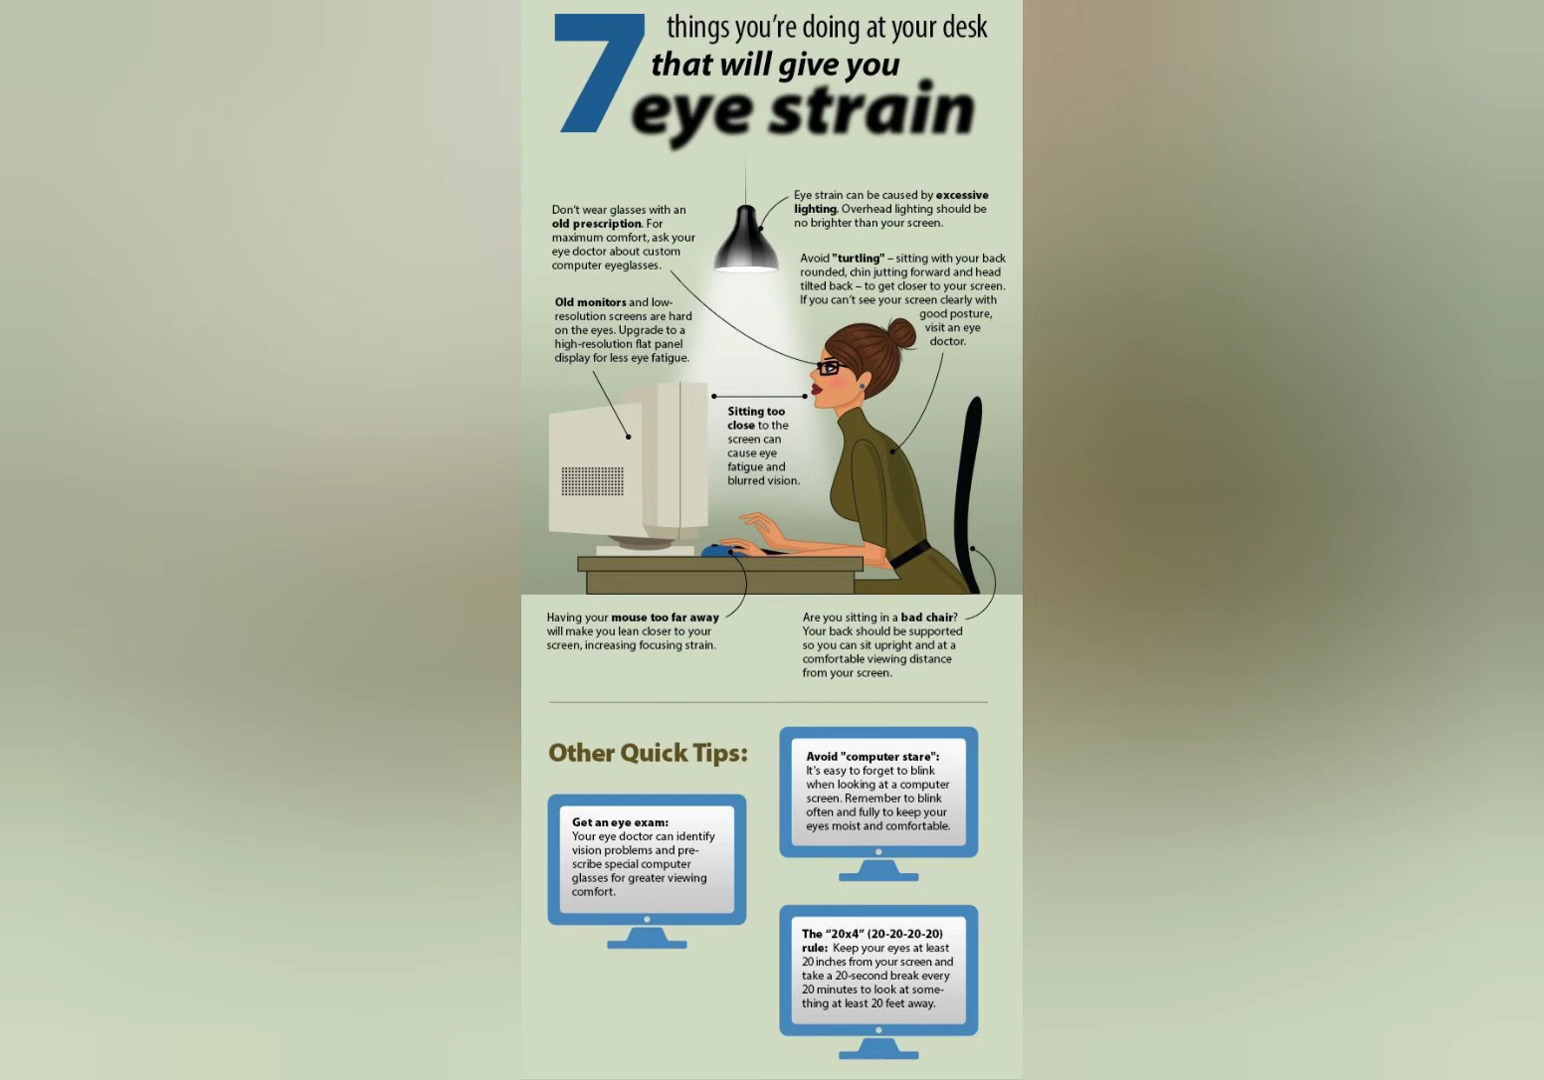 7 things you're doing at your desk
that will give you
eye strain
Don't wear glasses with an
old prescription. For
maximum comfort, ask your
eye doctor about custom
computer eyeglasses.
Eye strain can be caused by excessive
lighting. Overhead lighting should be
no brighter than your screen.
Avoid "turtling" – sitting with your back
rounded, chin jutting forward and head
tilted back – to get closer to your screen.
If you can't see your screen clearly with
good posture,
visit an eye
doctor.
Old monitors and low-
resolution screens are hard
on the eyes. Upgrade to a
high-resolution flat panel
display for less eye fatigue.
Sitting too
close to the
screen can
cause eye
fatigue and
blurred vision.
Having your mouse too far away
will make you lean closer to your
screen, increasing focusing strain.
Are you sitting in a bad chair?
Your back should be supported
so you can sit upright and at a
comfortable viewing distance
from your screen.
Other Quick Tips:
Get an eye exam:
Your eye doctor can identify
vision problems and pre-
scribe special computer
glasses for greater viewing
comfort.
Avoid "computer stare":
It's easy to forget to blink
when looking at a computer
screen. Remember to blink
often and fully to keep your
eyes moist and comfortable.
The "20x4" (20-20-20-20)
rule: Keep your eyes at least
20 inches from your screen and
take a 20-second break every
20 minutes to look at some-
thing at least 20 feet away.